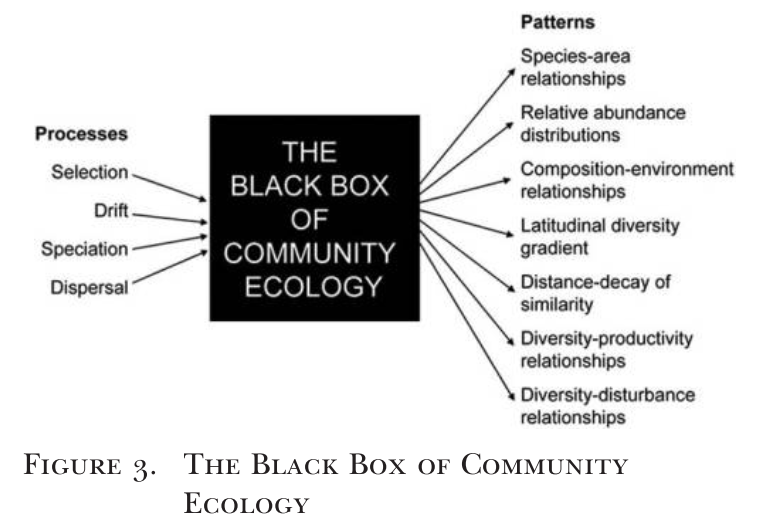 Patterns
Species-area
relationships
Processes
Selection
Drift
Speciation
Dispersal
THE
BLACK BOX
OF
COMMUNITY
ECOLOGY
Relative abundance
distributions
Composition-environment
relationships
Latitudinal diversity
gradient
Distance-decay of
similarity
Diversity-productivity
relationships
Diversity-disturbance
relationships
FIGURE 3. THE BLACK BOX OF COMMUNITY
ECOLOGY